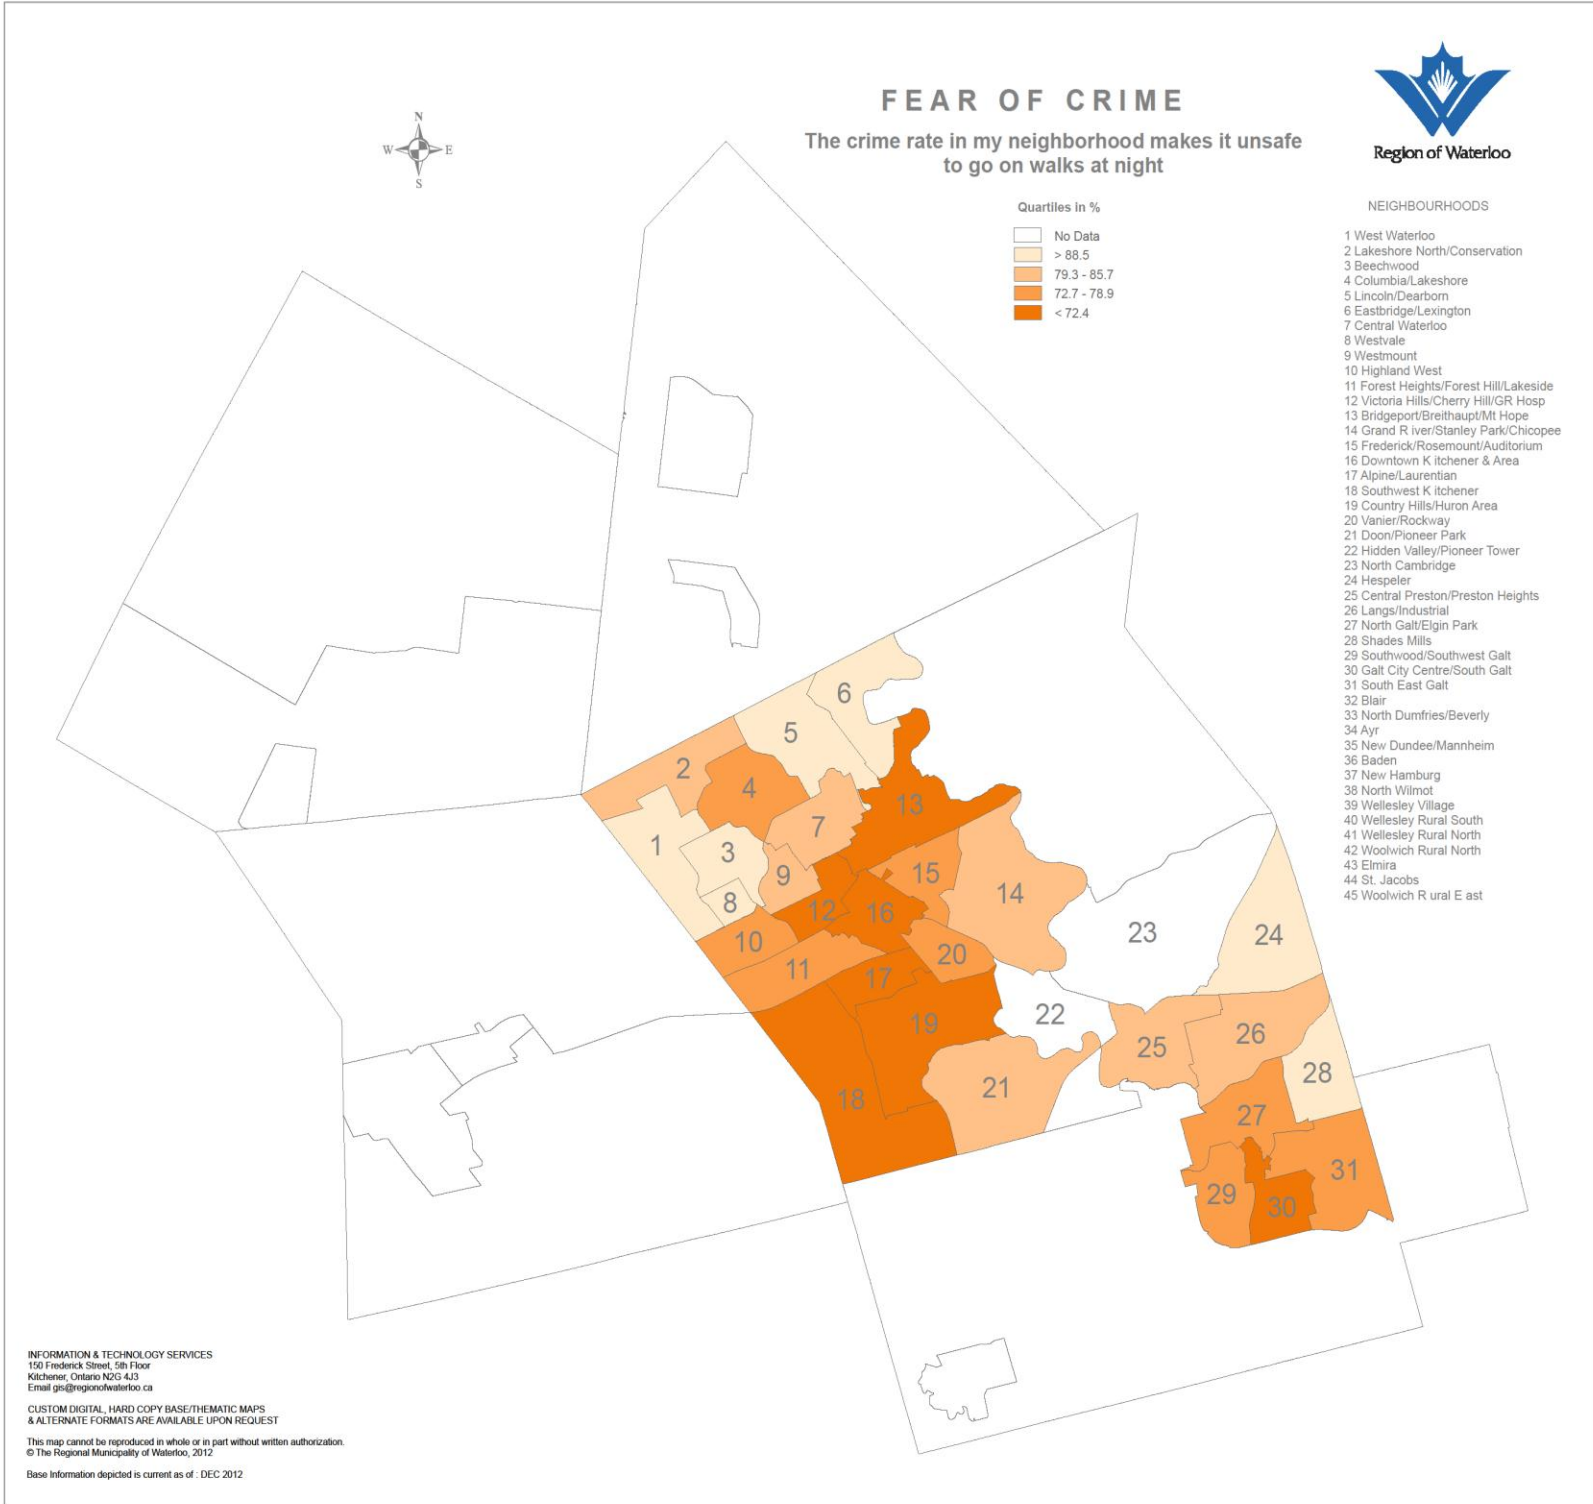 FEAR OF CRIME
The crime rate in my neighborhood makes it unsafe
to go on walks at night
N
W E
S
Region of Waterloo
Quartiles in %
No Data
> 88.5
79.3 - 85.7
72.7 - 78.9
< 72.4
NEIGHBOURHOODS
1 West Waterloo
2 Lakeshore North/Conservation
3 Beechwood
4 Columbia/Lakeshore
5 Lincoln/Dearborn
6 Eastbridge/Lexington
7 Central Waterloo
8 Westvale
9 Westmount
10 Highland West
11 Forest Heights/Forest Hill/Lakeside
12 Victoria Hills/Cherry Hill/GR Hosp
13 Bridgeport/Breithaupt/Mt Hope
14 Grand R iver/Stanley Park/Chicopee
15 Frederick/Rosemount/Auditorium
16 Downtown K itchener & Area
17 Alpine/Laurentian
18 Southwest K itchener
19 Country Hills/Huron Area
20 Vanier/Rockway
21 Doon/Pioneer Park
22 Hidden Valley/Pioneer Tower
23 North Cambridge
24 Hespeler
25 Central Preston/Preston Heights
26 Langs/Industrial
27 North Galt/Elgin Park
28 Shades Mills
29 Southwood/Southwest Galt
30 Galt City Centre/South Galt
31 South East Galt
32 Blair
33 North Dumfries/Beverly
34 Ayr
35 New Dundee/Mannheim
36 Baden
37 New Hamburg
38 North Wilmot
39 Wellesley Village
40 Wellesley Rural South
41 Wellesley Rural North
42 Woolwich Rural North
43 Elmira
44 St. Jacobs
45 Woolwich R ural E ast
6
5
2
4
13
7
1
3
9
15
8
14
12
16
23
24
10
20
11
17
22
19
26
25
28
21
18
27
31
29
30
INFORMATION & TECHNOLOGY SERVICES
150 Frederick Street, 5th Floor
Kitchener, Ontario N2G 4J3
Email gis@regionofwaterloo.ca
CUSTOM DIGITAL, HARD COPY BASE/THEMATIC MAPS
& ALTERNATE FORMATS ARE AVAILABLE UPON REQUEST
This map cannot be reproduced in whole or in part without written authorization.
© The Regional Municipality of Waterloo, 2012
Base Information depicted is current as of : DEC 2012